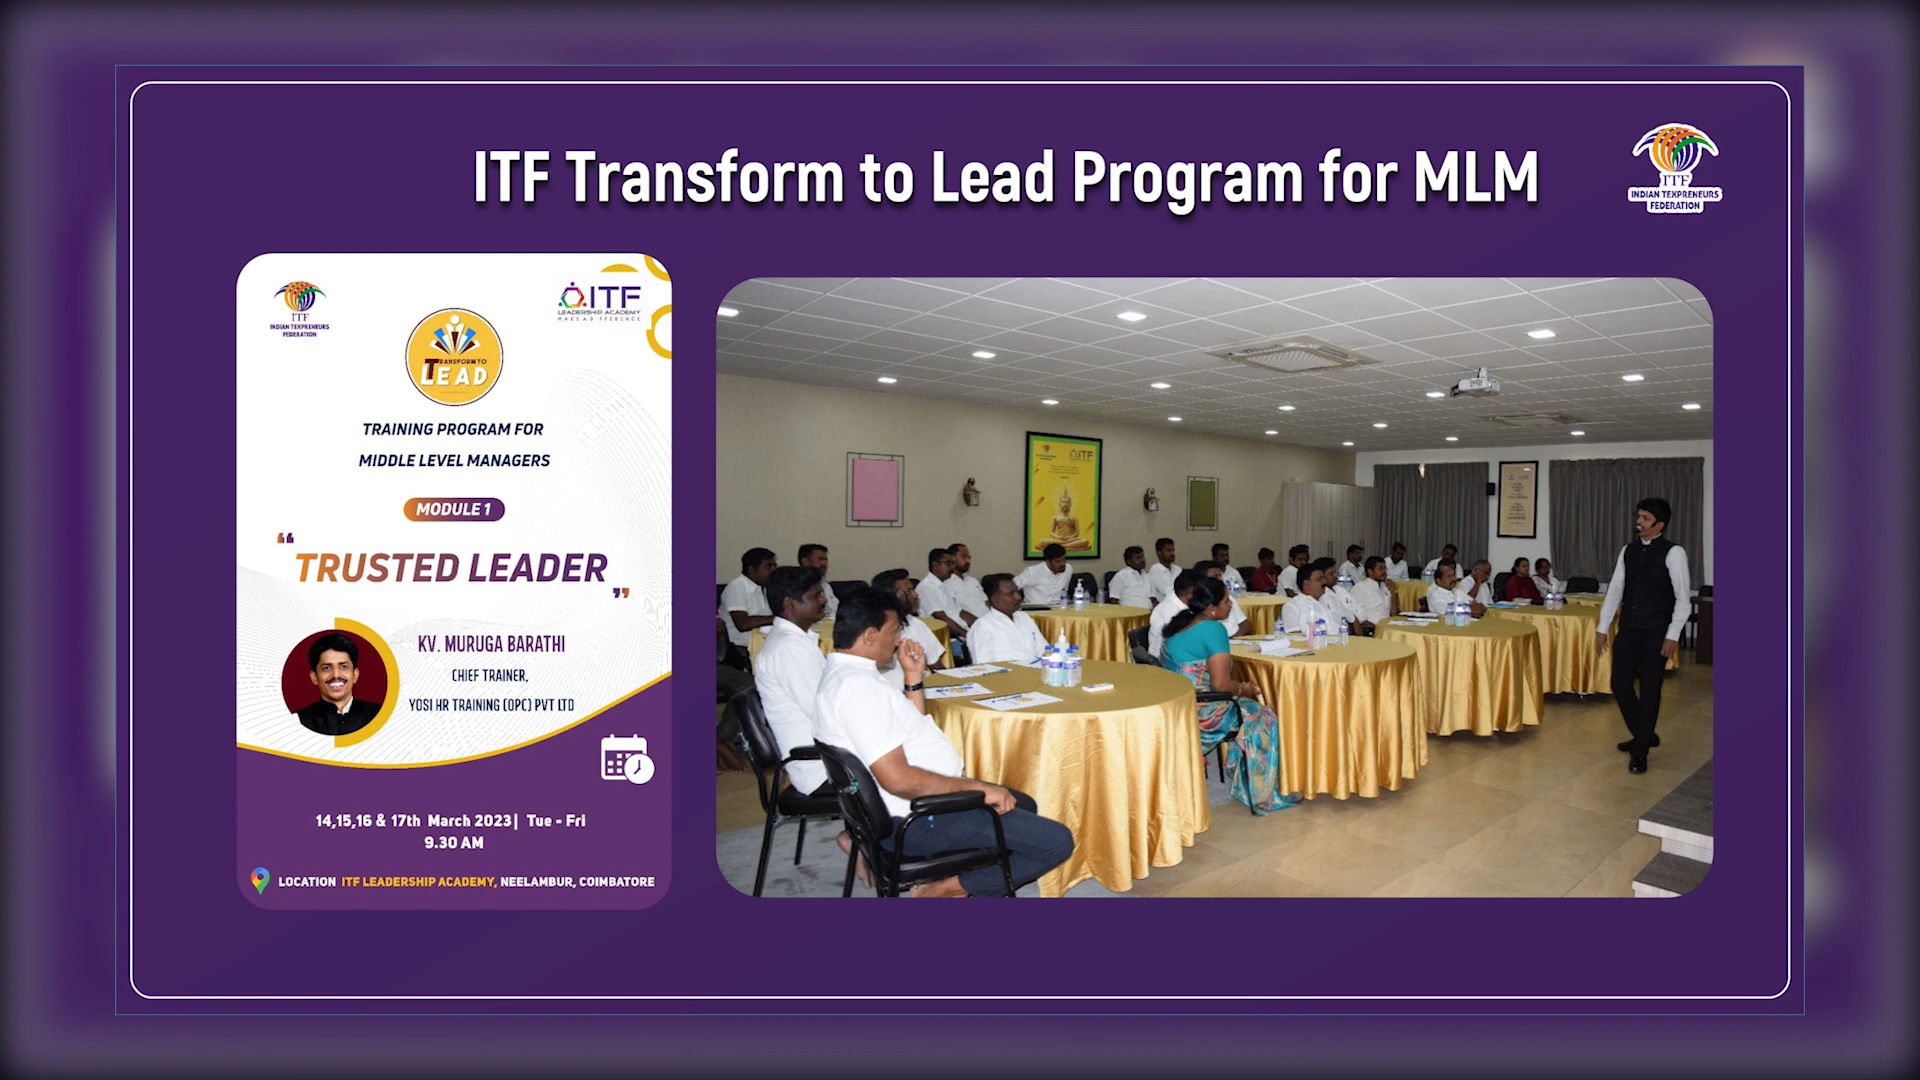 ITF Transform to Lead Program for MLM
ITF
INDIAN TEXPRENEURS
FEDERATION
ITF
INDIAN TEXPRENEURS
FEDERATION
ITF
LEADERSHIP ACADEMY
TRANSFORM TO
LEAD
TRAINING PROGRAM FOR
MIDDLE LEVEL MANAGERS
MODULE 1
“TRUSTED LEADER”
KV. MURUGA BARATHI
CHIEF TRAINER,
YOSI HR TRAINING (OPC) PVT LTD
14,15,16 & 17th March 2023| Tue - Fri
9.30 AM
LOCATION ITF LEADERSHIP ACADEMY, NEELAMBUR, COIMBATORE
ITF